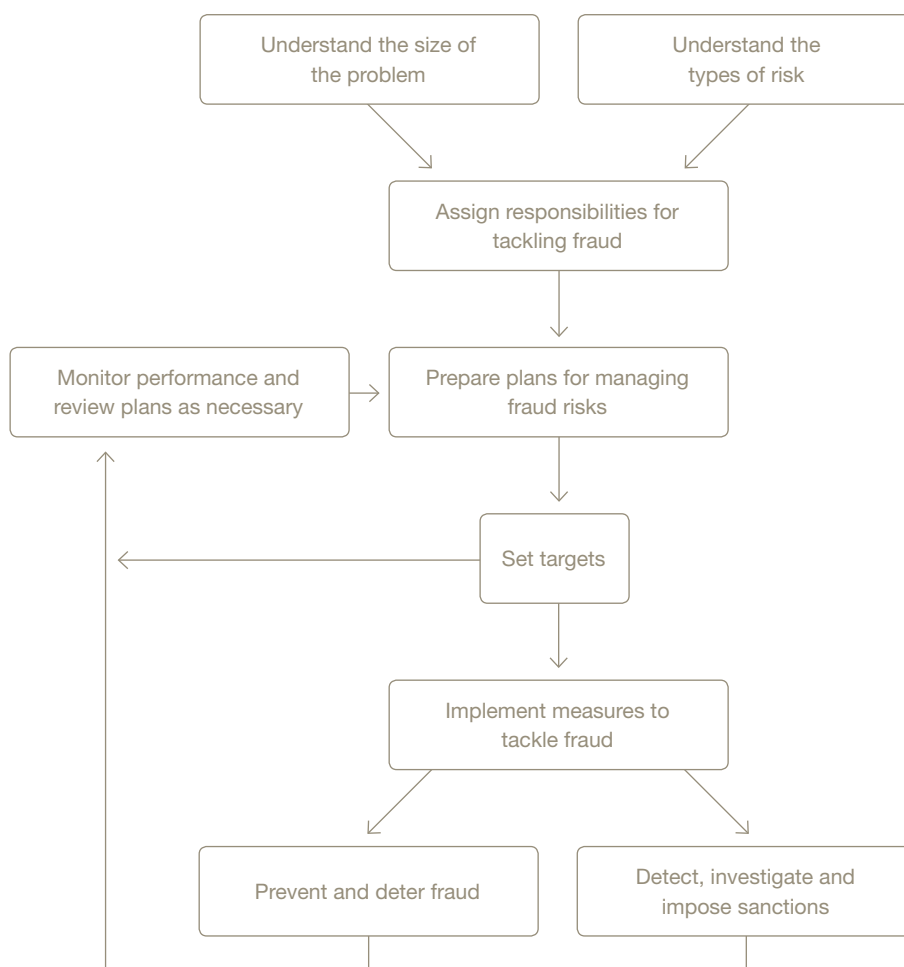 Understand the size of
the problem
Understand the
types of risk
Assign responsibilities for
tackling fraud
Monitor performance and
review plans as necessary
Prepare plans for managing
fraud risks
Set targets
Implement measures to
tackle fraud
Prevent and deter fraud
Detect, investigate and
impose sanctions